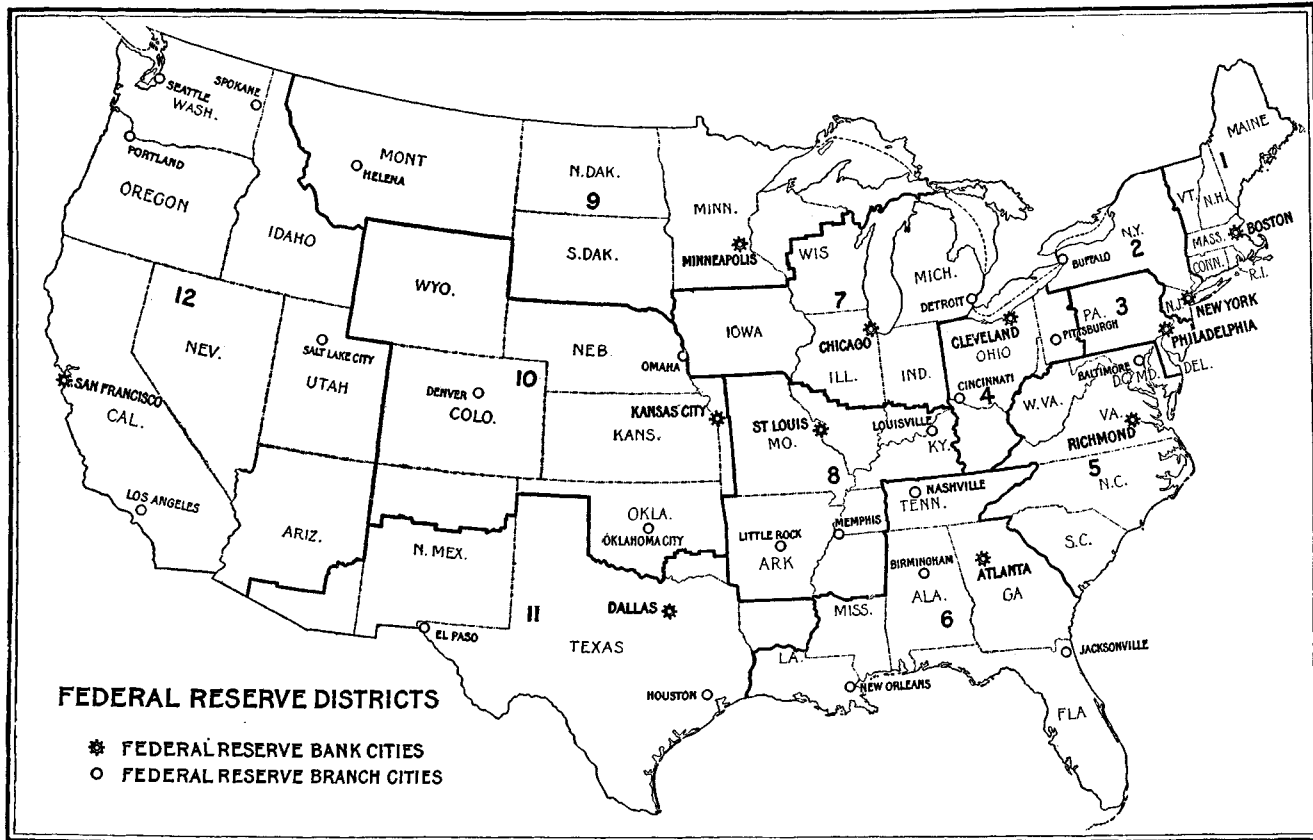 SEATTLE
SPOKANE
WASH.
PORTLAND
OREGON
MONT
HELENA
IDAHO
N.DAK.
9
S.DAK.
MINN.
MINNEAPOLIS
WIS
MICH.
7
DETROIT
MAINE
1
VT.
N.H.
N.Y.
2
BUFFALO
MASS.
BOSTON
CONN.
R.I.
N.J.
NEW YORK
PA.
3
PITTSBURGH
PHILADELPHIA
WYO.
12
NEV.
SALT LAKE CITY
UTAH
SAN FRANCISCO
CAL.
LOS ANGELES
ARIZ.
NEB.
OMAHA
IOWA
CHICAGO
ILL.
IND.
CLEVELAND
OHIO
CINCINNATI
4
BALTIMORE
D.C.
MD.
DEL.
W.VA.
VA.
RICHMOND
10
DENVER
COLO.
KANSAS CITY
KANS.
ST LOUIS
MO.
8
LOUISVILLE
KY.
5
N.C.
NASHVILLE
TENN.
MEMPHIS
S.C.
OKLA.
OKLAHOMA CITY
LITTLE ROCK
ARK
N.MEX.
EL PASO
11
DALLAS
TEXAS
HOUSTON
MISS.
LA.
NEW ORLEANS
BIRMINGHAM
ALA.
6
ATLANTA
GA
JACKSONVILLE
FLA
FEDERAL RESERVE DISTRICTS
FEDERAL RESERVE BANK CITIES
FEDERAL RESERVE BRANCH CITIES